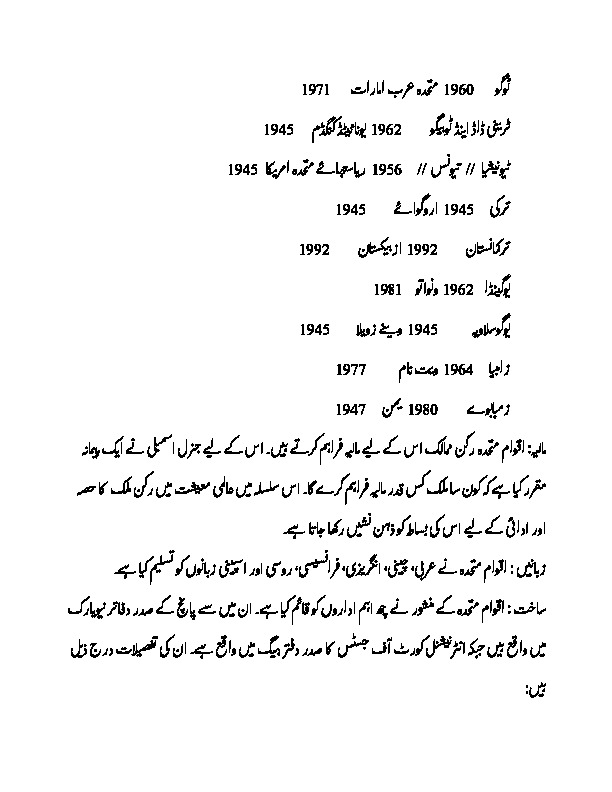 ٹوگو 1960 متحدہ عرب امارات 1971
ٹرینی ڈاڈ اینڈ ٹوبیگو 1962 یونائیٹڈ کنگڈم 1945
ٹیونیشیا // تیونس // 1956 ریاستہائے متحدہ امریکا 1945
ترکی 1945 اروگوائے 1945
ترکمانستان 1992 ازبیکستان 1992
یوگینڈا 1962 ونواتو 1981
یوگوسلاویہ 1945 وینے زویلا 1945
زامبیا 1964 ویت نام 1977
زمبابوے 1980 یمن 1947
مالیہ: اقوام متحدہ رکن ممالک اس کے لیے مالیہ فراہم کرتے ہیں۔ اس کے لیے جنرل اسمبلی نے ایک پیمانہ
مقرر کیا ہے کہ کون سا ملک کس قدر مالیہ فراہم کرے گا۔ اس سلسلہ میں عالمی معیشت میں رکن ملک کا حصہ
اور ادائی کے لیے اس کی بساط کو ذہن نشیں رکھا جاتا ہے۔
زبانیں : اقوام متحدہ نے عربی، چینی، انگریزی، فرانسیسی، روسی اور اسپینی زبانوں کو تسلیم کیا ہے۔
ساخت : اقوام متحدہ کے منشور نے چھ اہم اداروں کو قائم کیا ہے۔ ان میں سے پانچ کے صدر دفاتر نیویارک
میں واقع ہیں جبکہ انٹرنیشنل کورٹ آف جسٹس کا صدر دفتر ہیگ میں واقع ہے۔ ان کی تفصیلات درج ذیل
ہیں: